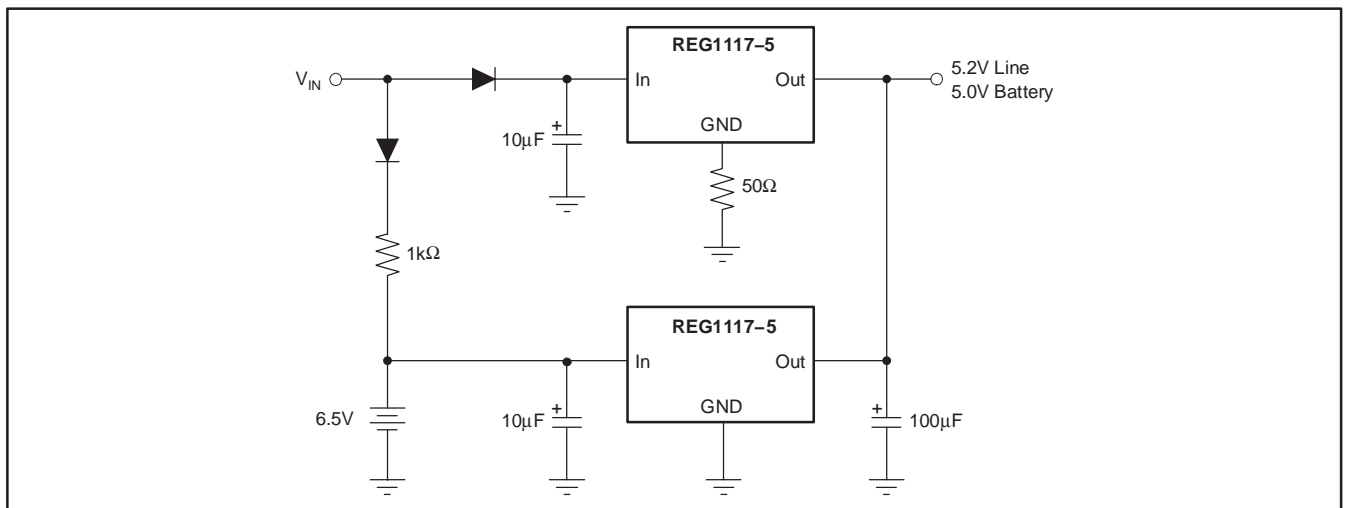 REG1117–5
V_IN
In
Out
5.2V Line
5.0V Battery
GND
10μF
+
50Ω
1kΩ
REG1117–5
In
Out
GND
6.5V
10μF
+
+
100μF